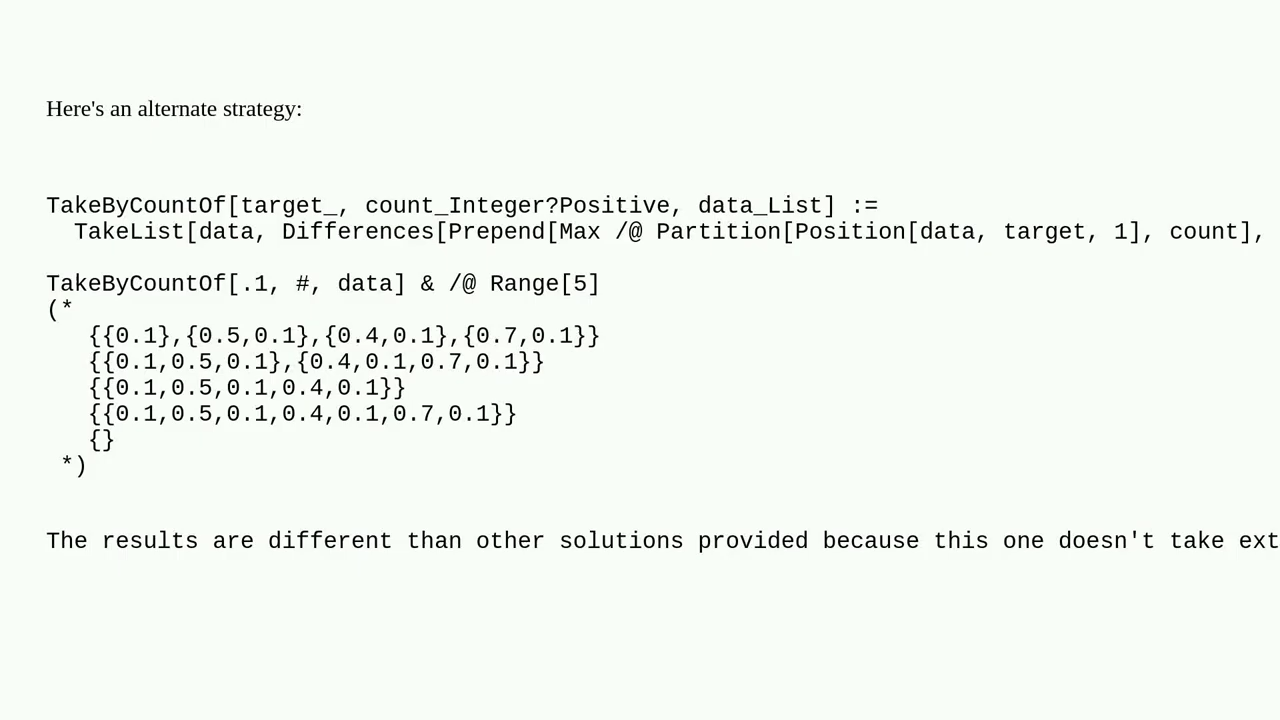 Here's an alternate strategy:
TakeByCountOf[target_, count_Integer?Positive, data_List] :=
  TakeList[data, Differences[Prepend[Max /@ Partition[Position[data, target, 1], count],
TakeByCountOf[.1, #, data] & /@ Range[5]
(*
   {{0.1},{0.5,0.1},{0.4,0.1},{0.7,0.1}}
   {{0.1,0.5,0.1},{0.4,0.1,0.7,0.1}}
   {{0.1,0.5,0.1,0.4,0.1}}
   {{0.1,0.5,0.1,0.4,0.1,0.7,0.1}}
   {}
 *)
The results are different than other solutions provided because this one doesn't take